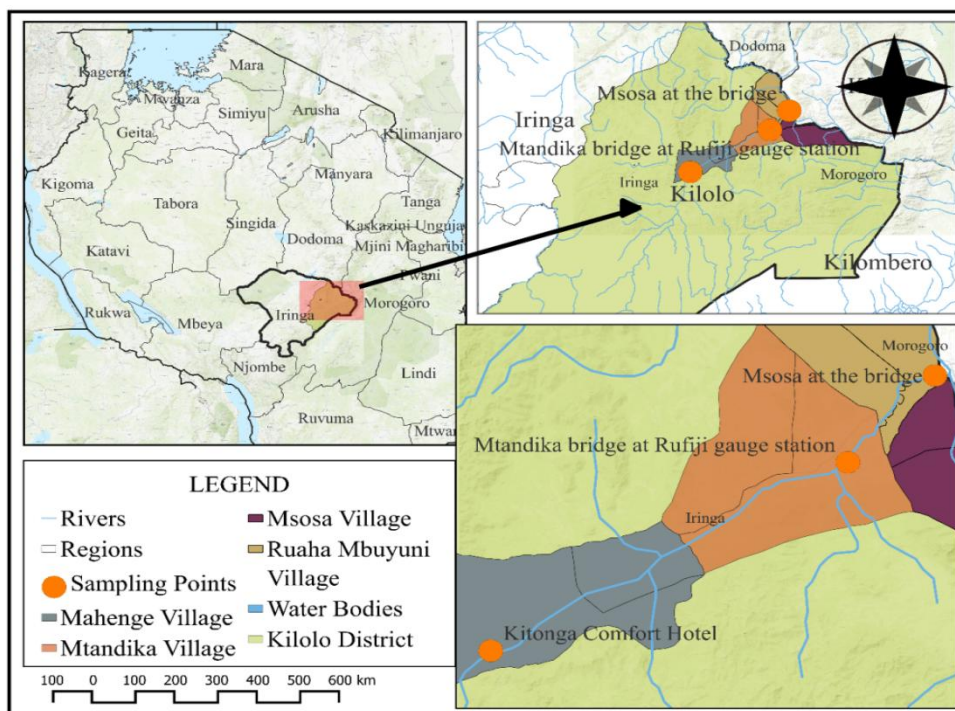 Kagera
Mara
Mwanza
Simiyu
Arusha
Geita
Kilimanjaro
Kigoma
Manyara
Tabora
Tanga
Singida
Kaskazini Unguja
Katavi
Dodoma
Mjini Magharibi
Pwani
Rukwa
Iringa
Morogoro
Mbeya
Njombe
Lindi
Ruvuma
Mtwar
Dodoma
Msosa at the bridge
Iringa
Mtandika bridge at Rufiji gauge station
Iringa
Morogoro
Kilolo
Kilombero
Morogoro
Msosa at the bridge
Mtandika bridge at Rufiji gauge station
Iringa
Kitonga Comfort Hotel
LEGEND
Rivers
Regions
Sampling Points
Mahenge Village
Mtandika Village
Msosa Village
Ruaha Mbuyuni
Village
Water Bodies
Kilolo District
100 0 100 200 300 400 500 600 km